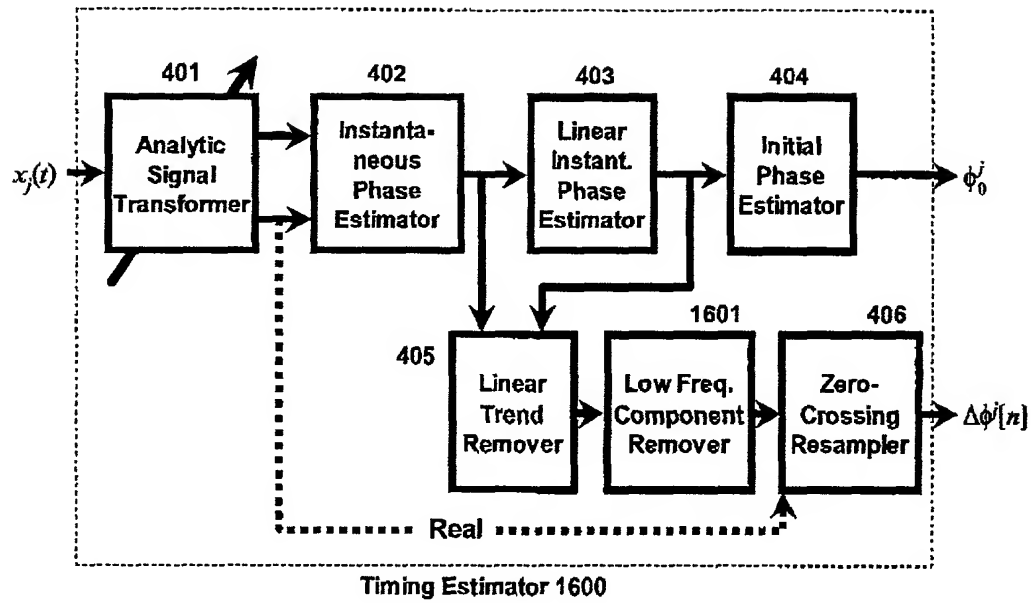 401
402
403
404
x_j(t)
Analytic
Signal
Transformer
Instanta-
neous
Phase
Estimator
Linear
Instant.
Phase
Estimator
Initial
Phase
Estimator
ϕ_0^j
405
1601
406
Linear
Trend
Remover
Low Freq.
Component
Remover
Zero-
Crossing
Resampler
Δϕ^j[n]
Real
Timing Estimator 1600